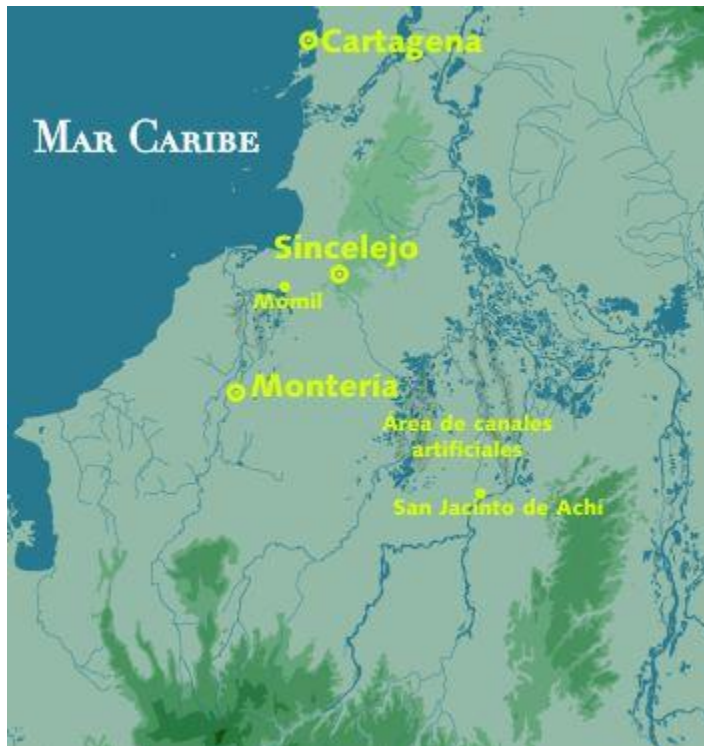 Cartagena
MAR CARIBE
Sincelejo
Momil
Montería
Área de canales
artificiales
San Jacinto de Achí